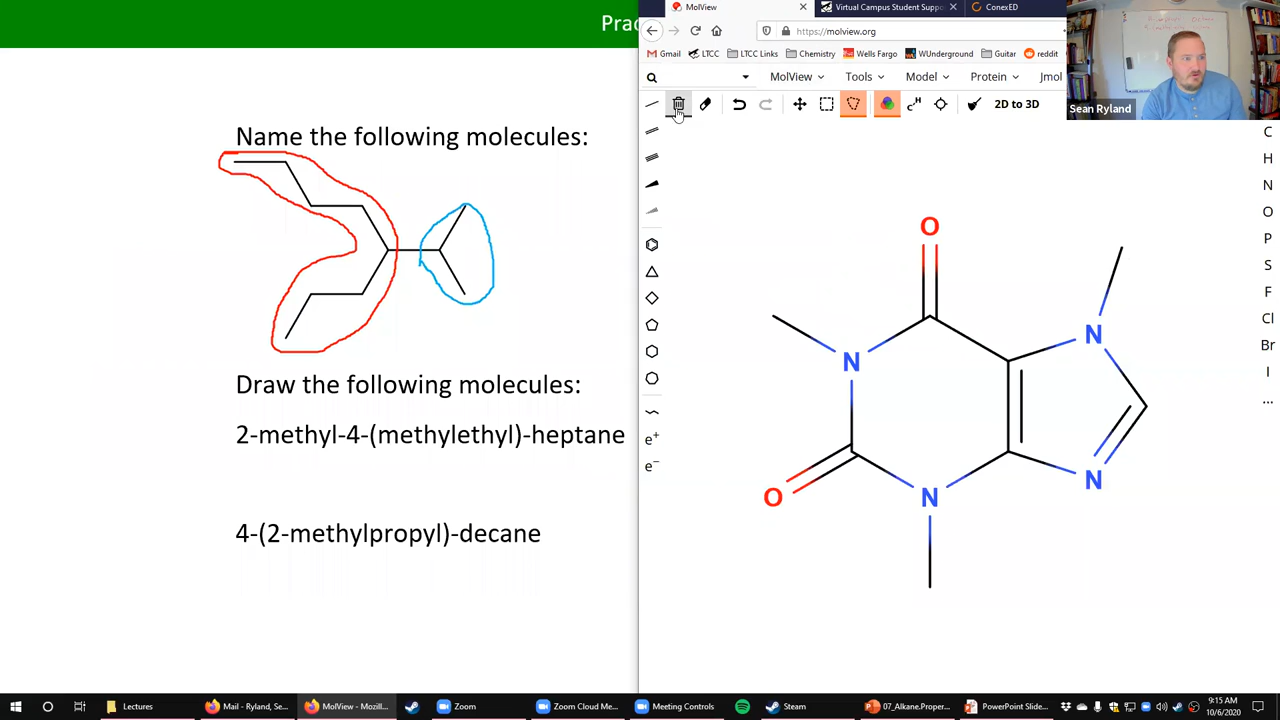 Prac
MolView
Virtual Campus Student Suppo
ConexED
https://molview.org
Gmail LTCC LTCC Links Chemistry Wells Fargo WUnderground Guitar reddit
MolView Tools Model Protein Jmol
2D to 3D
Sean Ryland
Name the following molecules:
Draw the following molecules:
2-methyl-4-(methylethyl)-heptane
4-(2-methylpropyl)-decane
e+
e−
O
N
N
O
N
N
C
H
N
O
P
S
F
Cl
Br
I
...
Lectures Mail - Ryland, Se... MolView - Mozill... Zoom Zoom Cloud Me... Meeting Controls Steam 07_Alkane.Proper... PowerPoint Slide...
9:15 AM
10/6/2020